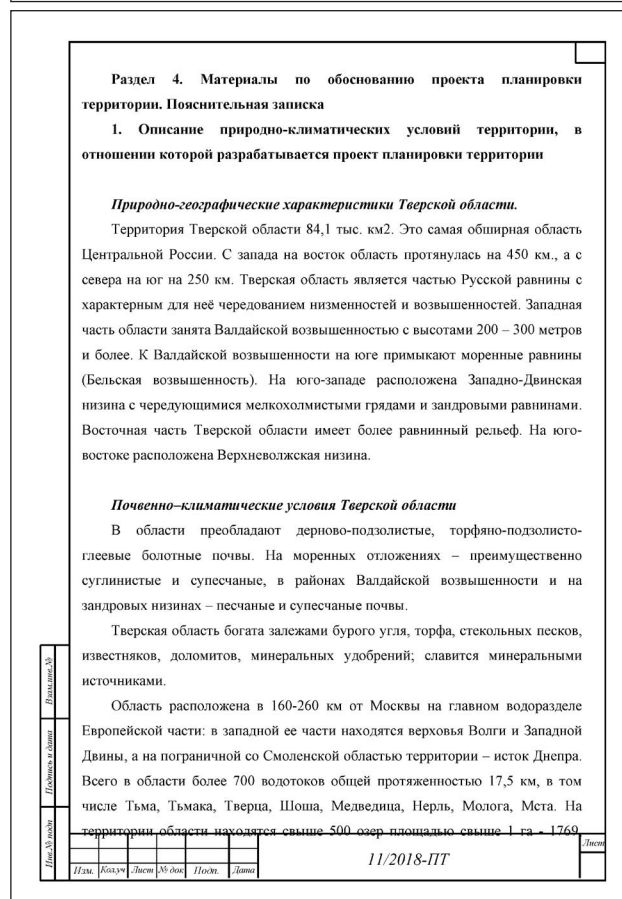 Раздел 4. Материалы по обоснованию проекта планировки
территории. Пояснительная записка
1. Описание природно-климатических условий территории, в
отношении которой разрабатывается проект планировки территории
Природно-географические характеристики Тверской области.
Территория Тверской области 84,1 тыс. км2. Это самая обширная область
Центральной России. С запада на восток область протянулась на 450 км., а с
севера на юг на 250 км. Тверская область является частью Русской равнины с
характерным для неё чередованием низменностей и возвышенностей. Западная
часть области занята Валдайской возвышенностью с высотами 200 – 300 метров
и более. К Валдайской возвышенности на юге примыкают моренные равнины
(Бельская возвышенность). На юго-западе расположена Западно-Двинская
низина с чередующимися мелкохолмистыми грядами и зандровыми равнинами.
Восточная часть Тверской области имеет более равнинный рельеф. На юго-
востоке расположена Верхневолжская низина.
Почвенно–климатические условия Тверской области
В области преобладают дерново-подзолистые, торфяно-подзолисто-
глеевые болотные почвы. На моренных отложениях – преимущественно
суглинистые и супесчаные, в районах Валдайской возвышенности и на
зандровых низинах – песчаные и супесчаные почвы.
Тверская область богата залежами бурого угля, торфа, стекольных песков,
известняков, доломитов, минеральных удобрений; славится минеральными
источниками.
Область расположена в 160-260 км от Москвы на главном водоразделе
Европейской части: в западной ее части находятся верховья Волги и Западной
Двины, а на пограничной со Смоленской областью территории – исток Днепра.
Всего в области более 700 водотоков общей протяженностью 17,5 км, в том
числе Тьма, Тьмака, Тверца, Шоша, Медведица, Нерль, Молога, Мста. На
территории области находятся свыше 500 озер площадью свыше 1 га - 1769.
Взам.инв.№
Подпись и дата
Инв.№ подп
Изм. Кол.уч Лист № док Подп. Дата
11/2018-ПТ
Лист